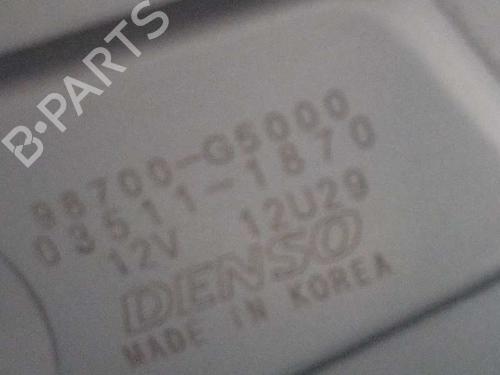 B-PARTS
98700-G5000
03511-1870
12V 12U29
DENSO
MADE IN KOREA